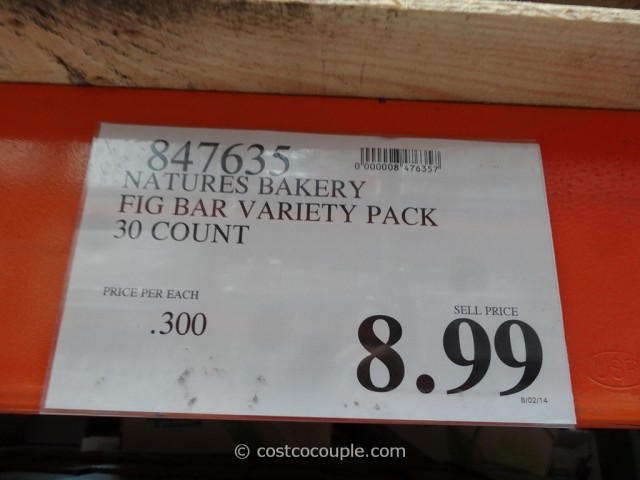 847635
0 000008 476357
NATURES BAKERY
FIG BAR VARIETY PACK
30 COUNT
PRICE PER EACH
.300
SELL PRICE
8.99
8/02/14
© costcocouple.com